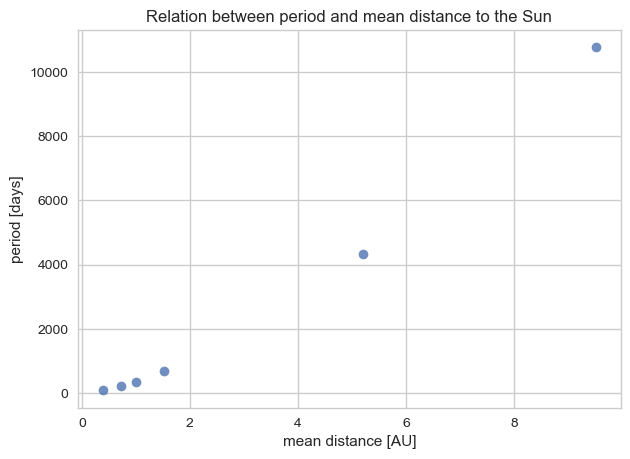 Relation between period and mean distance to the Sun
10000
8000
6000
4000
2000
0
period [days]
0 2 4 6 8
mean distance [AU]